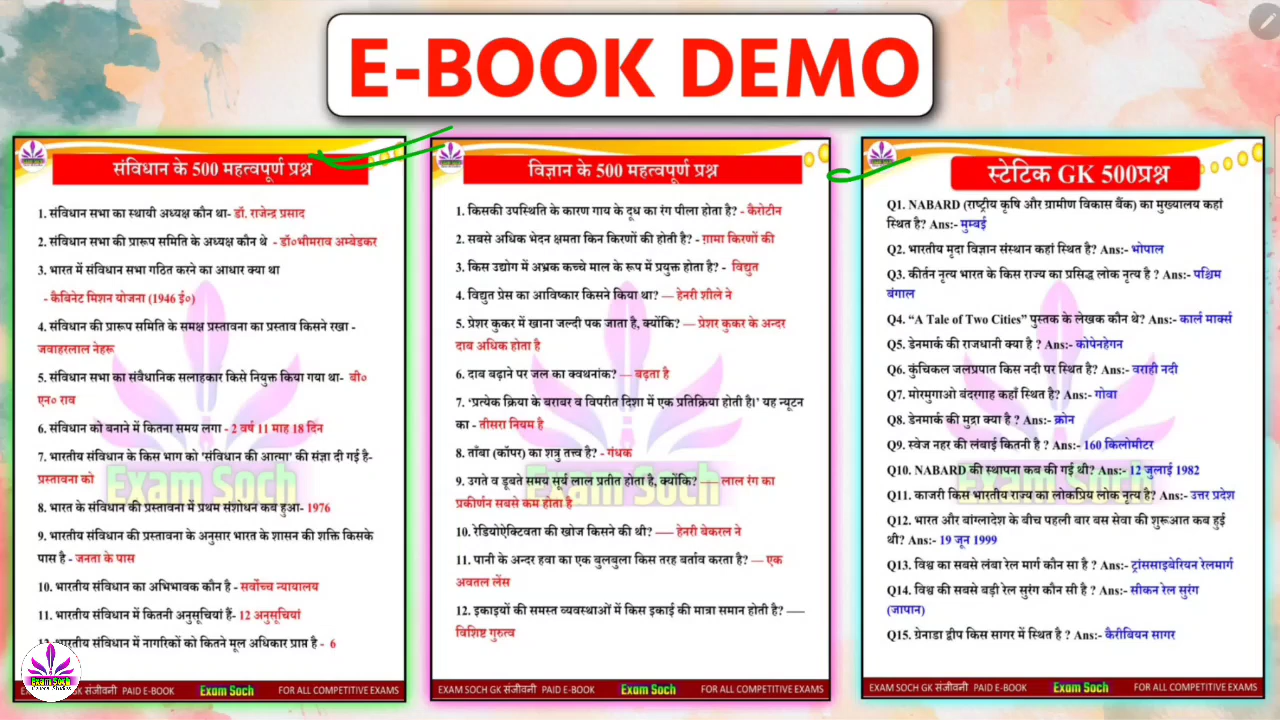 E-BOOK DEMO
संविधान के 500 महत्वपूर्ण प्रश्न
1. संविधान सभा का स्थायी अध्यक्ष कौन था- डॉ. राजेन्द्र प्रसाद
2. संविधान सभा की प्रारूप समिति के अध्यक्ष कौन थे - डॉ०भीमराव अम्बेडकर
3. भारत में संविधान सभा गठित करने का आधार क्या था
- कैबिनेट मिशन योजना (1946 ई०)
4. संविधान की प्रारूप समिति के समक्ष प्रस्तावना का प्रस्ताव किसने रखा -
जवाहरलाल नेहरू
5. संविधान सभा का संवैधानिक सलाहकार किसे नियुक्त किया गया था- बी०
एन० राव
6. संविधान को बनाने में कितना समय लगा - 2 वर्ष 11 माह 18 दिन
7. भारतीय संविधान के किस भाग को 'संविधान की आत्मा' की संज्ञा दी गई है-
प्रस्तावना को
8. भारत के संविधान की प्रस्तावना में प्रथम संशोधन कब हुआ- 1976
9. भारतीय संविधान की प्रस्तावना के अनुसार भारत के शासन की शक्ति किसके
पास है - जनता के पास
10. भारतीय संविधान का अभिभावक कौन है - सर्वोच्च न्यायालय
11. भारतीय संविधान में कितनी अनुसूचियां हैं- 12 अनुसूचियां
भारतीय संविधान में नागरिकों को कितने मूल अधिकार प्राप्त है - 6
Exam Soch
Exam Soch
GK संजीवनी PAID E-BOOK Exam Soch FOR ALL COMPETITIVE EXAMS
विज्ञान के 500 महत्वपूर्ण प्रश्न
1. किसकी उपस्थिति के कारण गाय के दूध का रंग पीला होता है? - कैरोटीन
2. सबसे अधिक भेदन क्षमता किन किरणों की होती है? - ग़ामा किरणों की
3. किस उद्योग में अभ्रक कच्चे माल के रूप में प्रयुक्त होता है? - विद्युत
4. विद्युत प्रेस का आविष्कार किसने किया था? — हेनरी शीले ने
5. प्रेशर कुकर में खाना जल्दी पक जाता है, क्योंकि? — प्रेशर कुकर के अन्दर
दाब अधिक होता है
6. दाब बढ़ाने पर जल का क्वथनांक? — बढ़ता है
7. ‘प्रत्येक क्रिया के बराबर व विपरीत दिशा में एक प्रतिक्रिया होती है।’ यह न्यूटन
का - तीसरा नियम है
8. ताँबा (कॉपर) का शत्रु तत्त्व है? - गंधक
9. उगते व डूबते समय सूर्य लाल प्रतीत होता है, क्योंकि? — लाल रंग का
प्रकीर्णन सबसे कम होता है
10. रेडियोऐक्टिवता की खोज किसने की थी? — हेनरी बेकरल ने
11. पानी के अन्दर हवा का एक बुलबुला किस तरह बर्ताव करता है? — एक
अवतल लेंस
12. इकाइयों की समस्त व्यवस्थाओं में किस इकाई की मात्रा समान होती है? —
विशिष्ट गुरुत्व
Exam Soch
EXAM SOCH GK संजीवनी PAID E-BOOK Exam Soch FOR ALL COMPETITIVE EXAMS
स्टेटिक GK 500प्रश्न
Q1. NABARD (राष्ट्रीय कृषि और ग्रामीण विकास बैंक) का मुख्यालय कहां
स्थित है? Ans:- मुम्बई
Q2. भारतीय मृदा विज्ञान संस्थान कहां स्थित है? Ans:- भोपाल
Q3. कीर्तन नृत्य भारत के किस राज्य का प्रसिद्ध लोक नृत्य है ? Ans:- पश्चिम
बंगाल
Q4. “A Tale of Two Cities” पुस्तक के लेखक कौन थे? Ans:- कार्ल मार्क्स
Q5. डेनमार्क की राजधानी क्या है ? Ans:- कोपेनहेगन
Q6. कुंचिकल जलप्रपात किस नदी पर स्थित है? Ans:- वराही नदी
Q7. मोरमुगाओ बंदरगाह कहाँ स्थित है? Ans:- गोवा
Q8. डेनमार्क की मुद्रा क्या है ? Ans:- क्रोन
Q9. स्वेज नहर की लंबाई कितनी है ? Ans:- 160 किलोमीटर
Q10. NABARD की स्थापना कब की गई थी? Ans:- 12 जुलाई 1982
Q11. काजरी किस भारतीय राज्य का लोकप्रिय लोक नृत्य है? Ans:- उत्तर प्रदेश
Q12. भारत और बांग्लादेश के बीच पहली बार बस सेवा की शुरूआत कब हुई
थी? Ans:- 19 जून 1999
Q13. विश्व का सबसे लंबा रेल मार्ग कौन सा है ? Ans:- ट्रांससाइबेरियन रेलमार्ग
Q14. विश्व की सबसे बड़ी रेल सुरंग कौन सी है ? Ans:- सीकन रेल सुरंग
(जापान)
Q15. ग्रेनाडा द्वीप किस सागर में स्थित है ? Ans:- कैरीबियन सागर
Exam Soch
EXAM SOCH GK संजीवनी PAID E-BOOK Exam Soch FOR ALL COMPETITIVE EXAMS